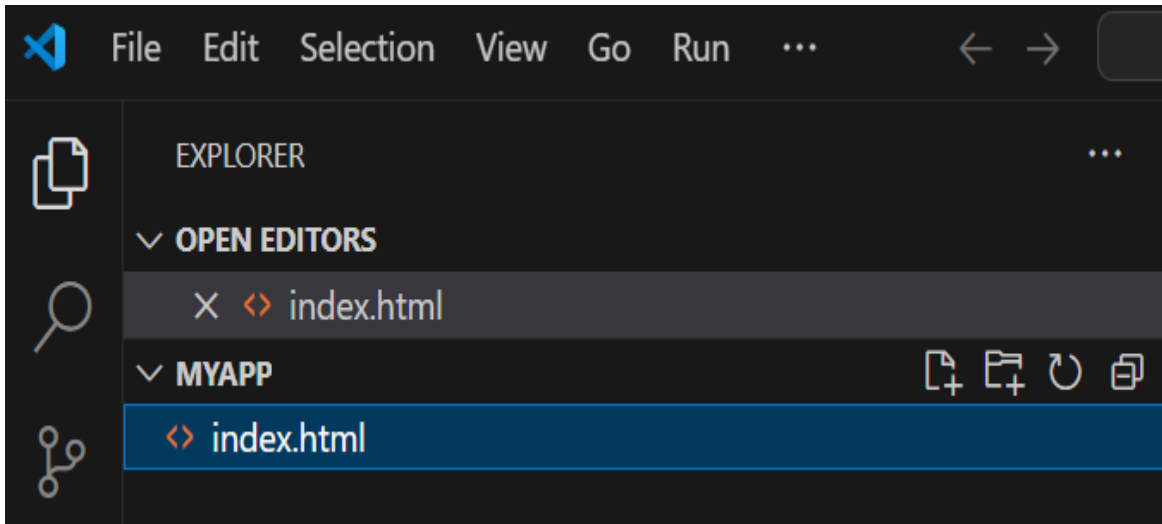 File Edit Selection View Go Run ...
EXPLORER ...
OPEN EDITORS
index.html
MYAPP
index.html